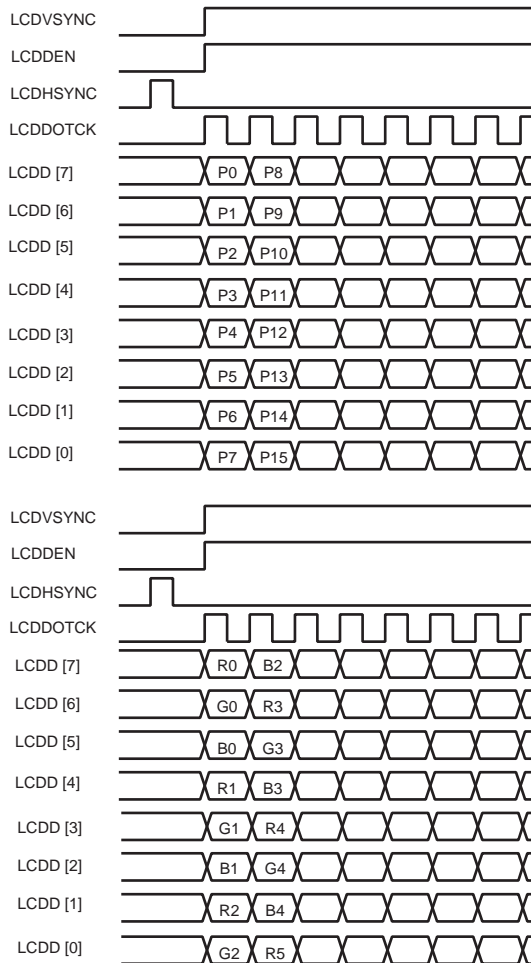 LCDVSYNC
LCDDEN
LCDHSYNC
LCDDOTCK
LCDD [7] P0 P8
LCDD [6] P1 P9
LCDD [5] P2 P10
LCDD [4] P3 P11
LCDD [3] P4 P12
LCDD [2] P5 P13
LCDD [1] P6 P14
LCDD [0] P7 P15
LCDVSYNC
LCDDEN
LCDHSYNC
LCDDOTCK
LCDD [7] R0 B2
LCDD [6] G0 R3
LCDD [5] B0 G3
LCDD [4] R1 B3
LCDD [3] G1 R4
LCDD [2] B1 G4
LCDD [1] R2 B4
LCDD [0] G2 R5